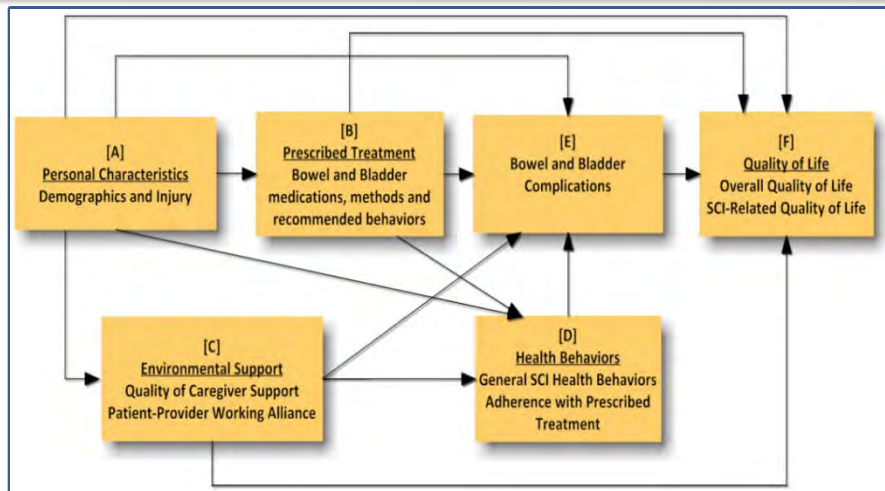 [A]
Personal Characteristics
Demographics and Injury
[B]
Prescribed Treatment
Bowel and Bladder
medications, methods and
recommended behaviors
[E]
Bowel and Bladder
Complications
[F]
Quality of Life
Overall Quality of Life
SCI-Related Quality of Life
[C]
Environmental Support
Quality of Caregiver Support
Patient-Provider Working Alliance
[D]
Health Behaviors
General SCI Health Behaviors
Adherence with Prescribed
Treatment